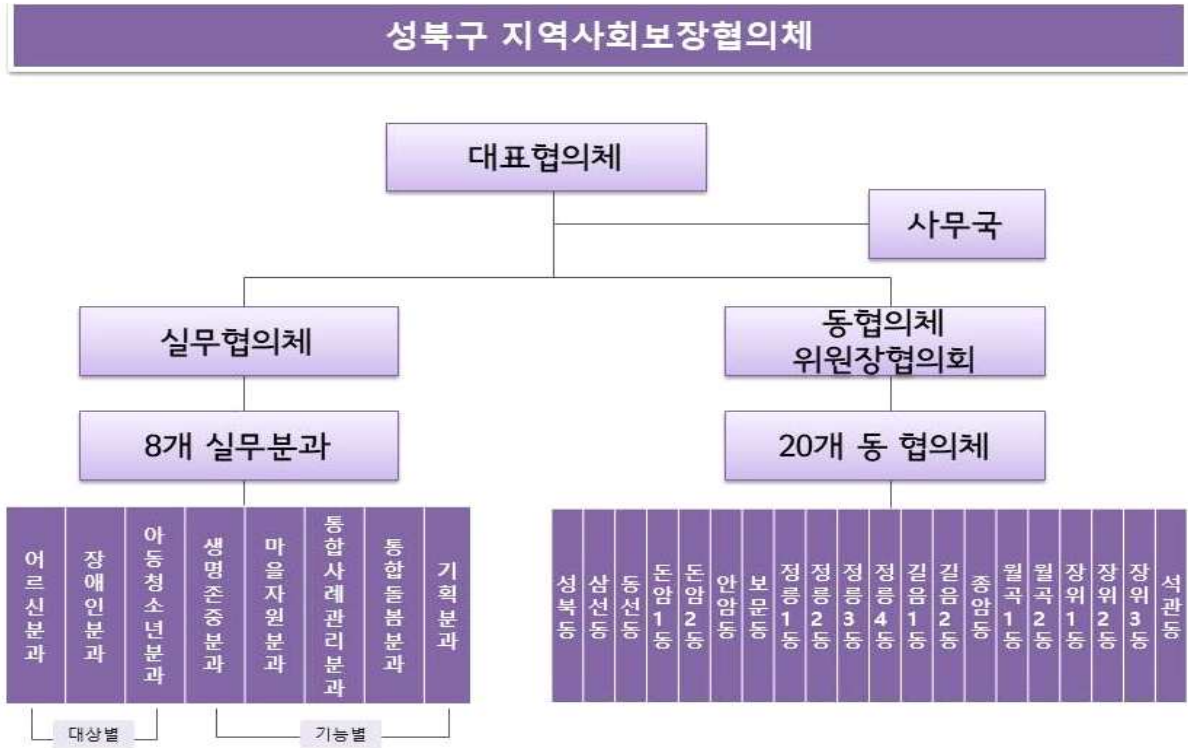 성북구 지역사회보장협의체
대표협의체
사무국
실무협의체
동협의체
위원장협의회
8개 실무분과
20개 동 협의체
어르신분과
장애인분과
아동청소년분과
생명존중분과
마을자원분과
통합사례관리분과
통합돌봄분과
기획분과
성북동
삼선동
동선동
돈암1동
돈암2동
안암동
보문동
정릉1동
정릉2동
정릉3동
정릉4동
길음1동
길음2동
종암동
월곡1동
월곡2동
장위1동
장위2동
장위3동
석관동
대상별
기능별